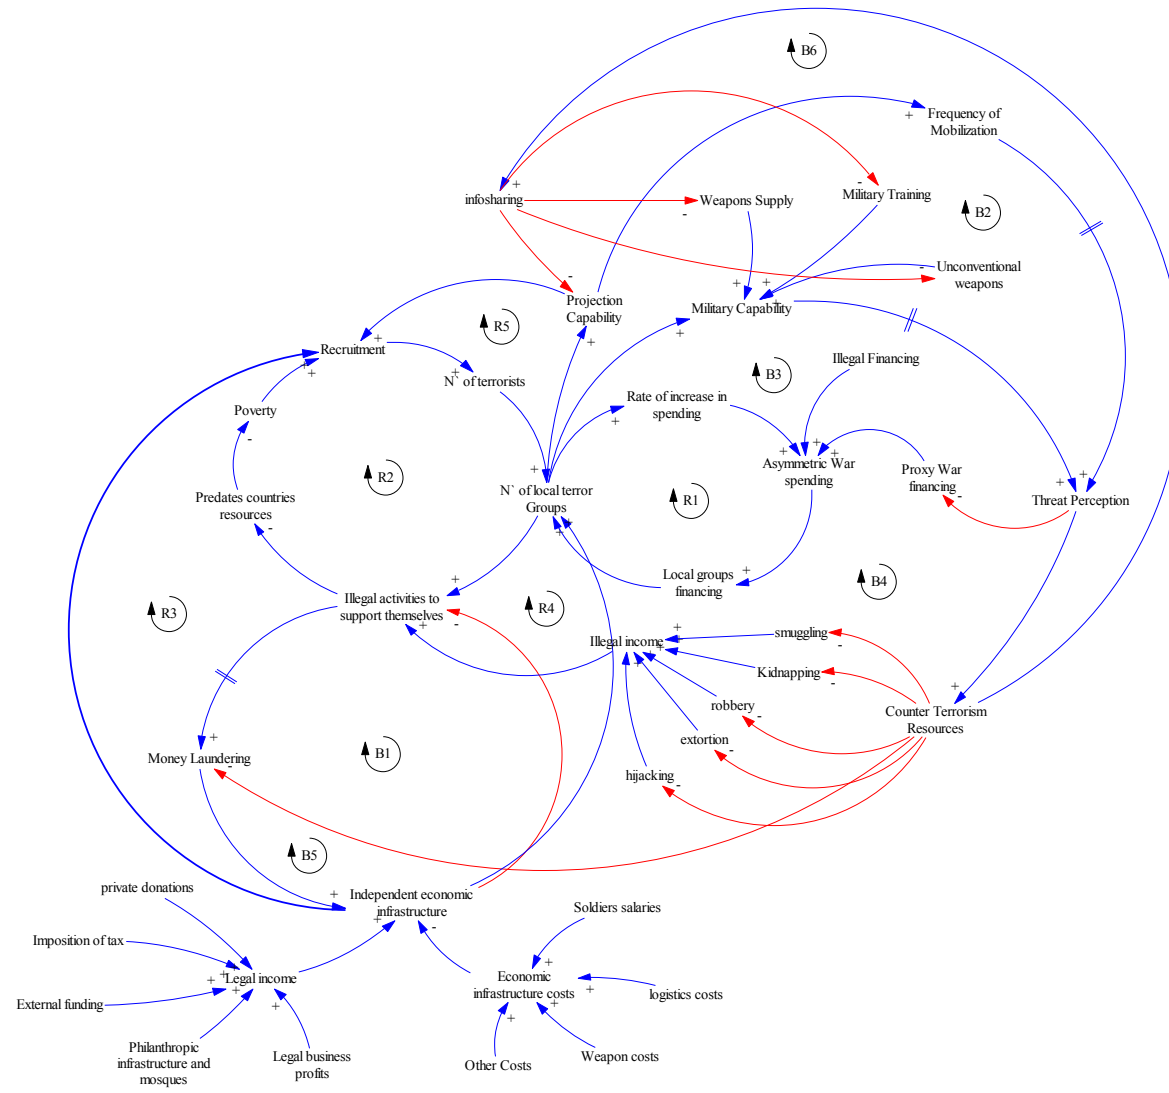 B6
Frequency of
Mobilization
+
+
-
infosharing
Weapons Supply
-
Military Training
B2
-
Unconventional
weapons
-
Projection
Capability
+
+
+
+
Military Capability
+
R5
+
Recruitment
+
+
+
N` of terrorists
B3
Illegal Financing
Rate of increase in
spending
+
Poverty
-
+
+
+
Asymmetric War
spending
Proxy War
financing
-
+
+
Threat Perception
R2
+
N` of local terror
Groups
+
+
R1
Predates countries
resources
-
Local groups
financing
+
B4
+
Illegal activities to
support themselves
+
-
R4
R3
Illegal income
+
+
+
+
+
smuggling
-
Kidnapping
-
robbery
-
extortion
-
hijacking
-
+
Counter Terrorism
Resources
+
Money Laundering
-
B1
B5
+
Independent economic
infrastructure
+
-
private donations
Imposition of tax
External funding
Philanthropic
infrastructure and
mosques
Legal business
profits
+
+
+
+
+
Legal income
Soldiers salaries
+
Economic
infrastructure costs
+
logistics costs
+
+
Other Costs
Weapon costs